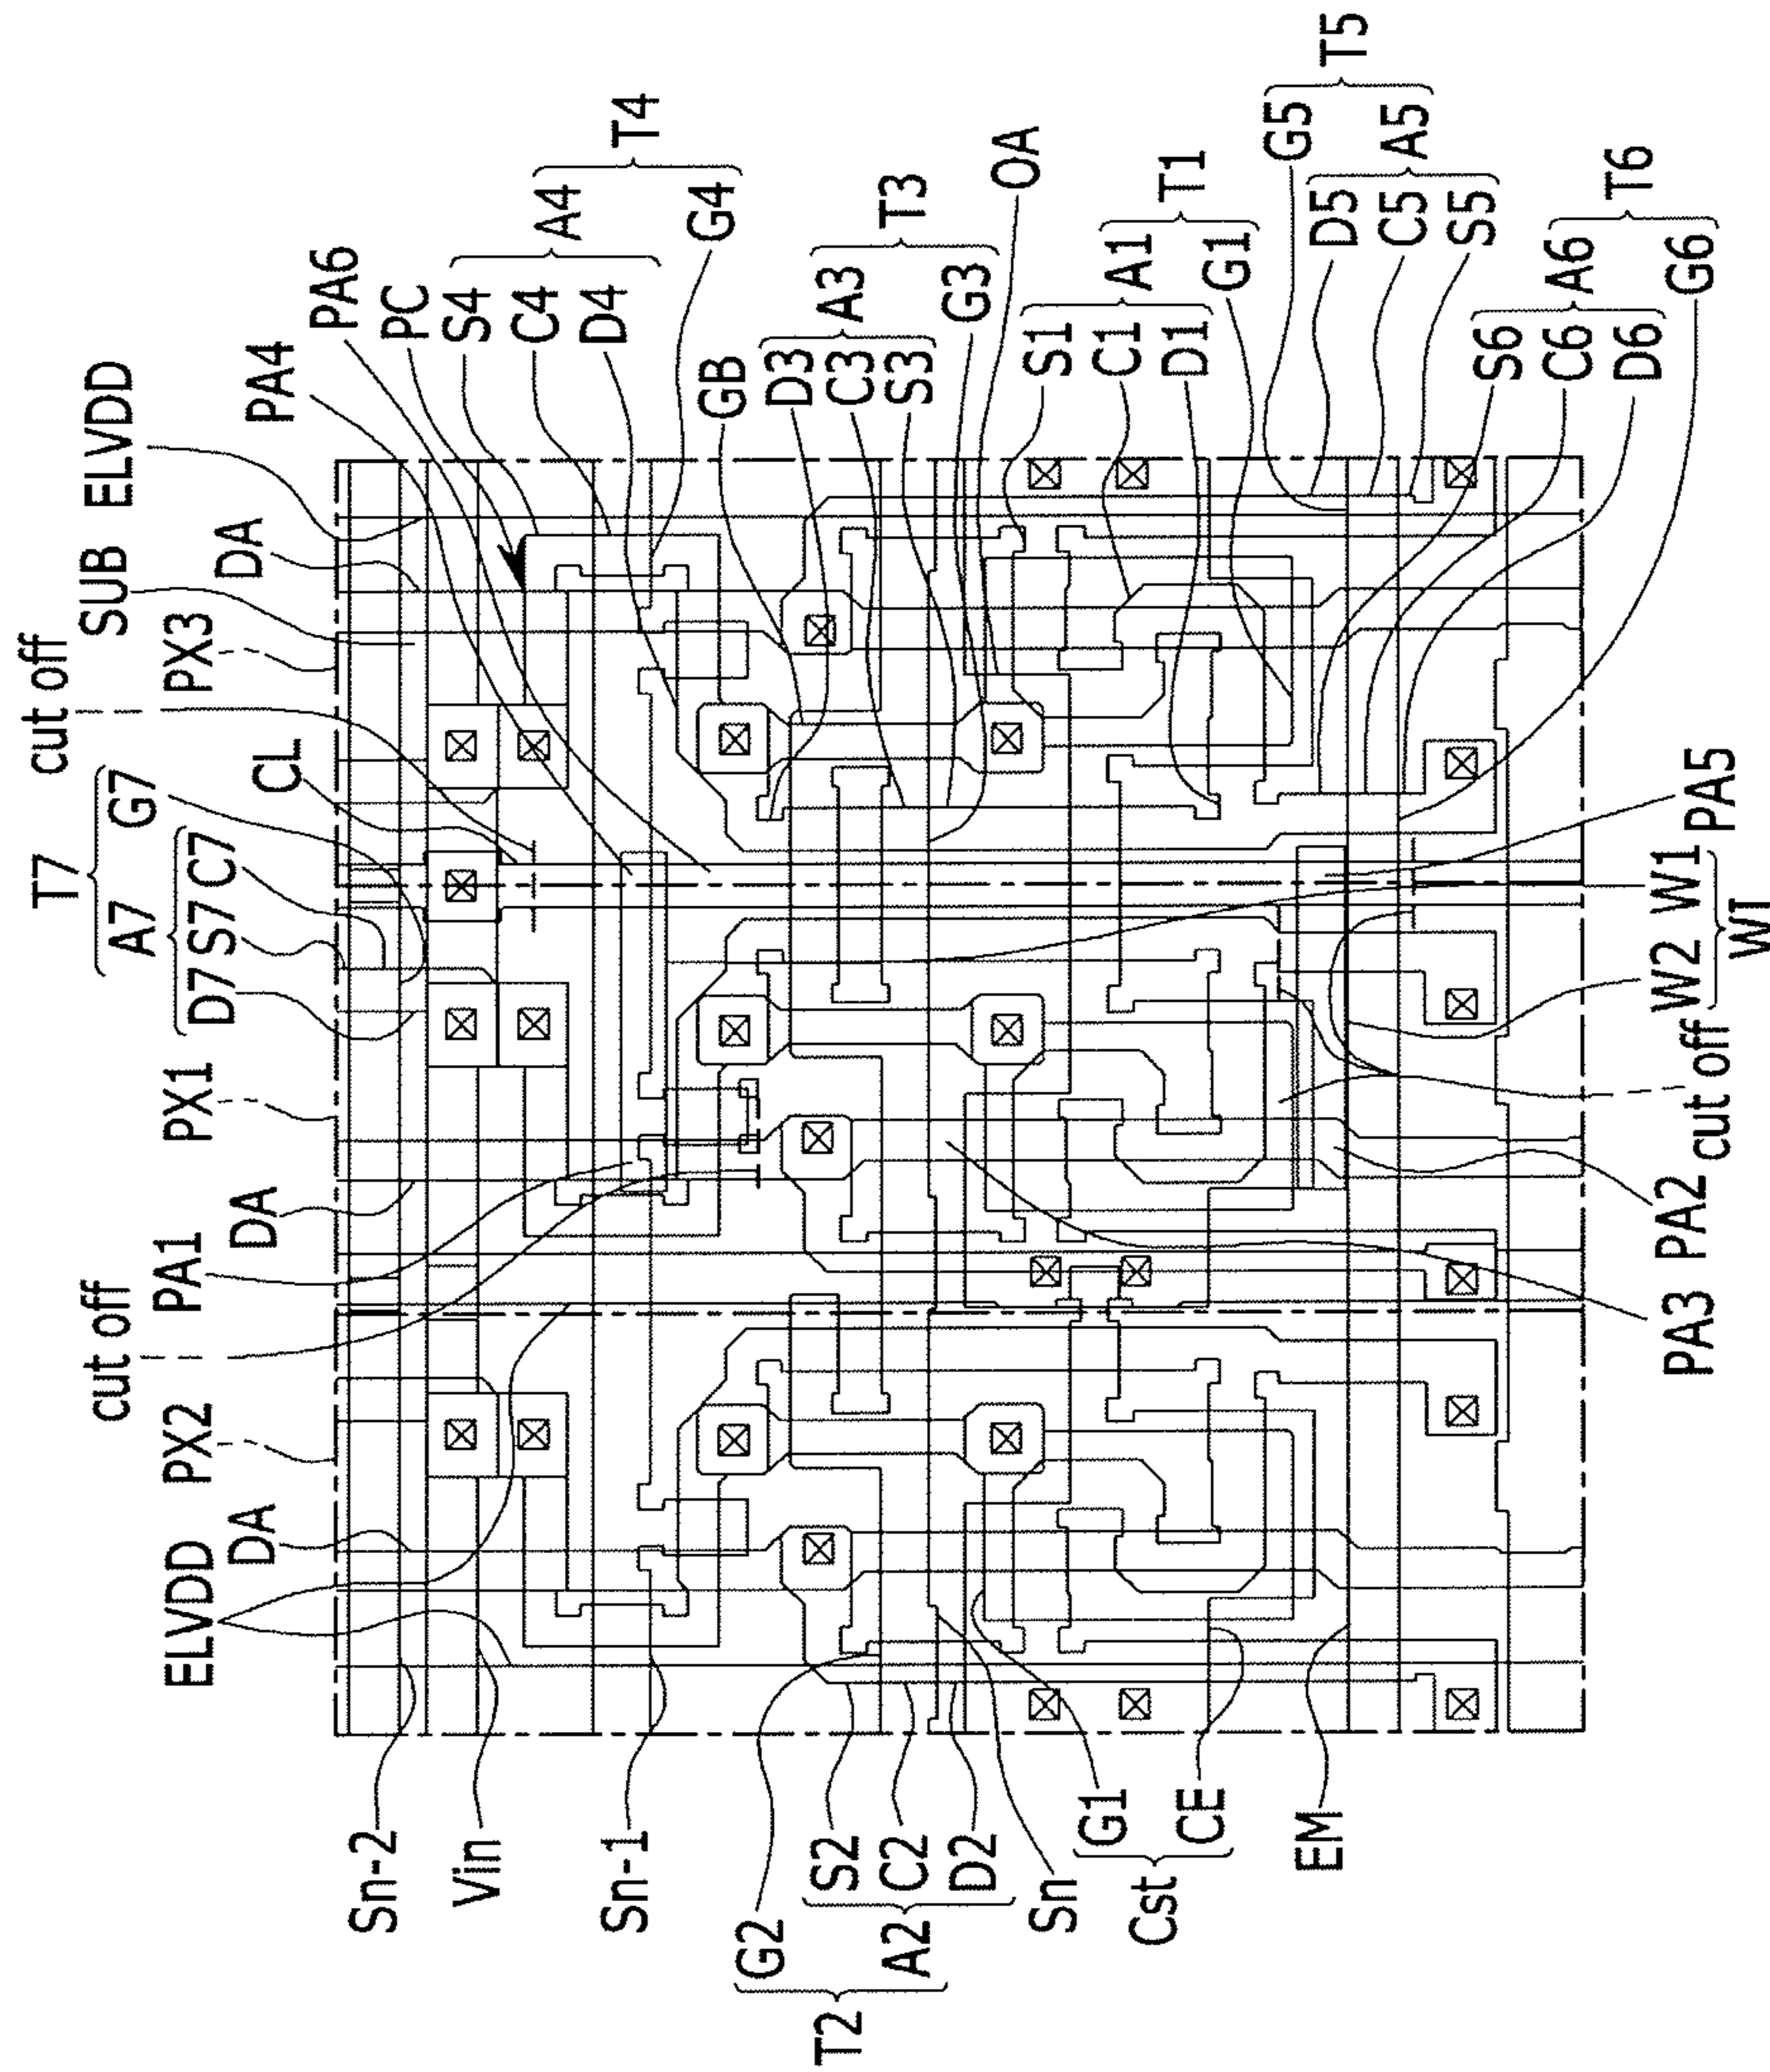 cut off
T7
A7
G7
D7 S7 C7
CL
PX3
SUB
DA
ELVDD
PA4
PA6
PC
S4
C4
D4
A4
T4
G4
GB
D3
C3
S3
A3
T3
G3
OA
S1
C1
D1
A1
T1
G1
G5
T5
D5
C5
S5
A5
S6
C6
D6
A6
T6
G6
PX1
DA
PA1
cut off
PX2
DA
ELVDD
Sn-2
Vin
Sn-1
G2
S2
C2
D2
A2
T2
Sn
G1
CE
Cst
EM
PA3
PA2
cut off
W2 W1
WT
PA5